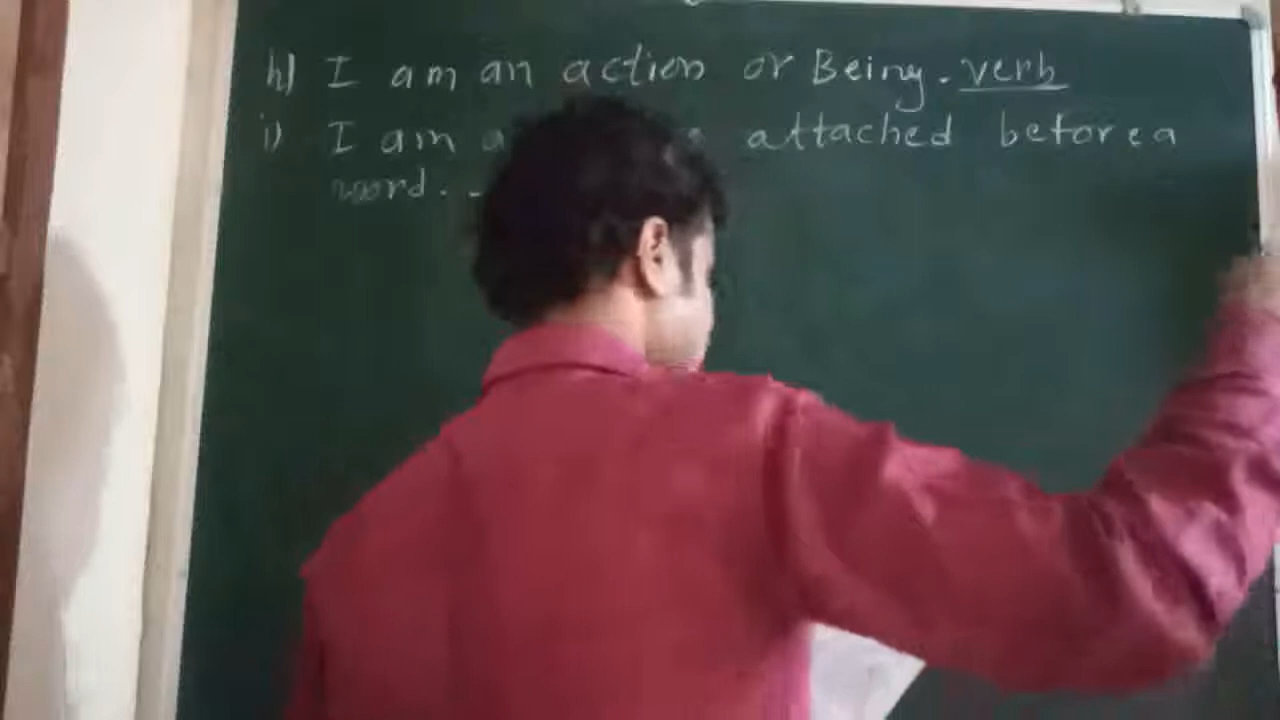 h) I am an action or Being. verb
i) I am a attached before a
word. -